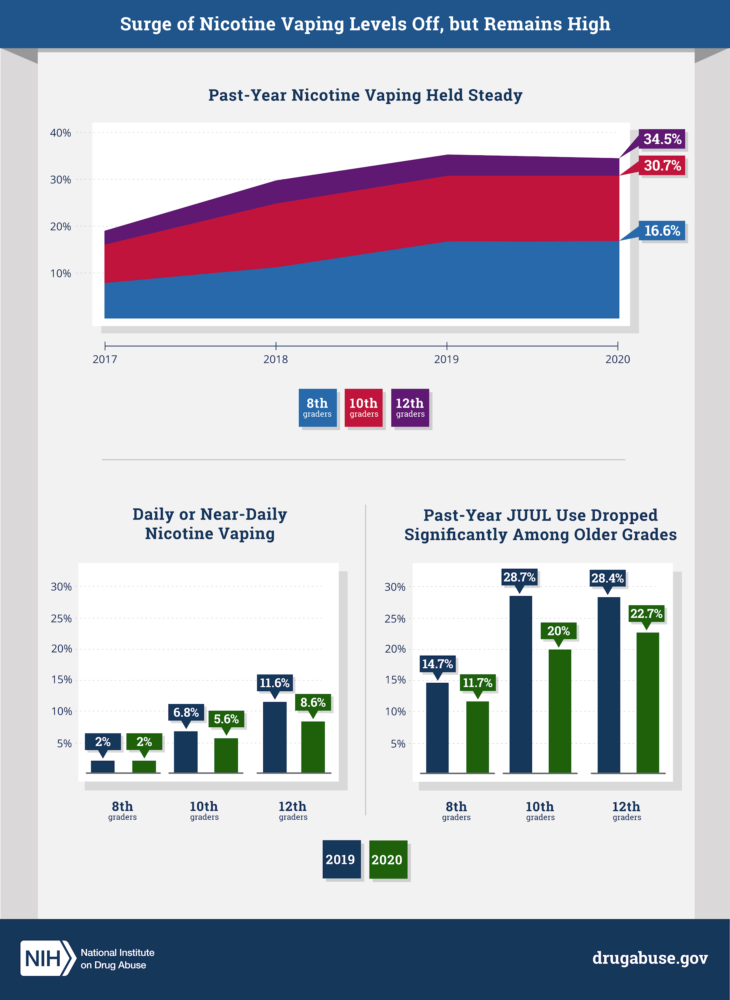 Surge of Nicotine Vaping Levels Off, but Remains High
Past-Year Nicotine Vaping Held Steady
40%
30%
20%
10%
34.5%
30.7%
16.6%
2017 2018 2019 2020
8th graders
10th graders
12th graders
Daily or Near-Daily
Nicotine Vaping
30%
25%
20%
15%
10%
5%
2% 2%
6.8% 5.6%
11.6% 8.6%
8th graders
10th graders
12th graders
Past-Year JUUL Use Dropped
Significantly Among Older Grades
30%
25%
20%
15%
10%
5%
14.7% 11.7%
28.7% 20%
28.4% 22.7%
8th graders
10th graders
12th graders
2019 2020
NIH
National Institute
on Drug Abuse
drugabuse.gov